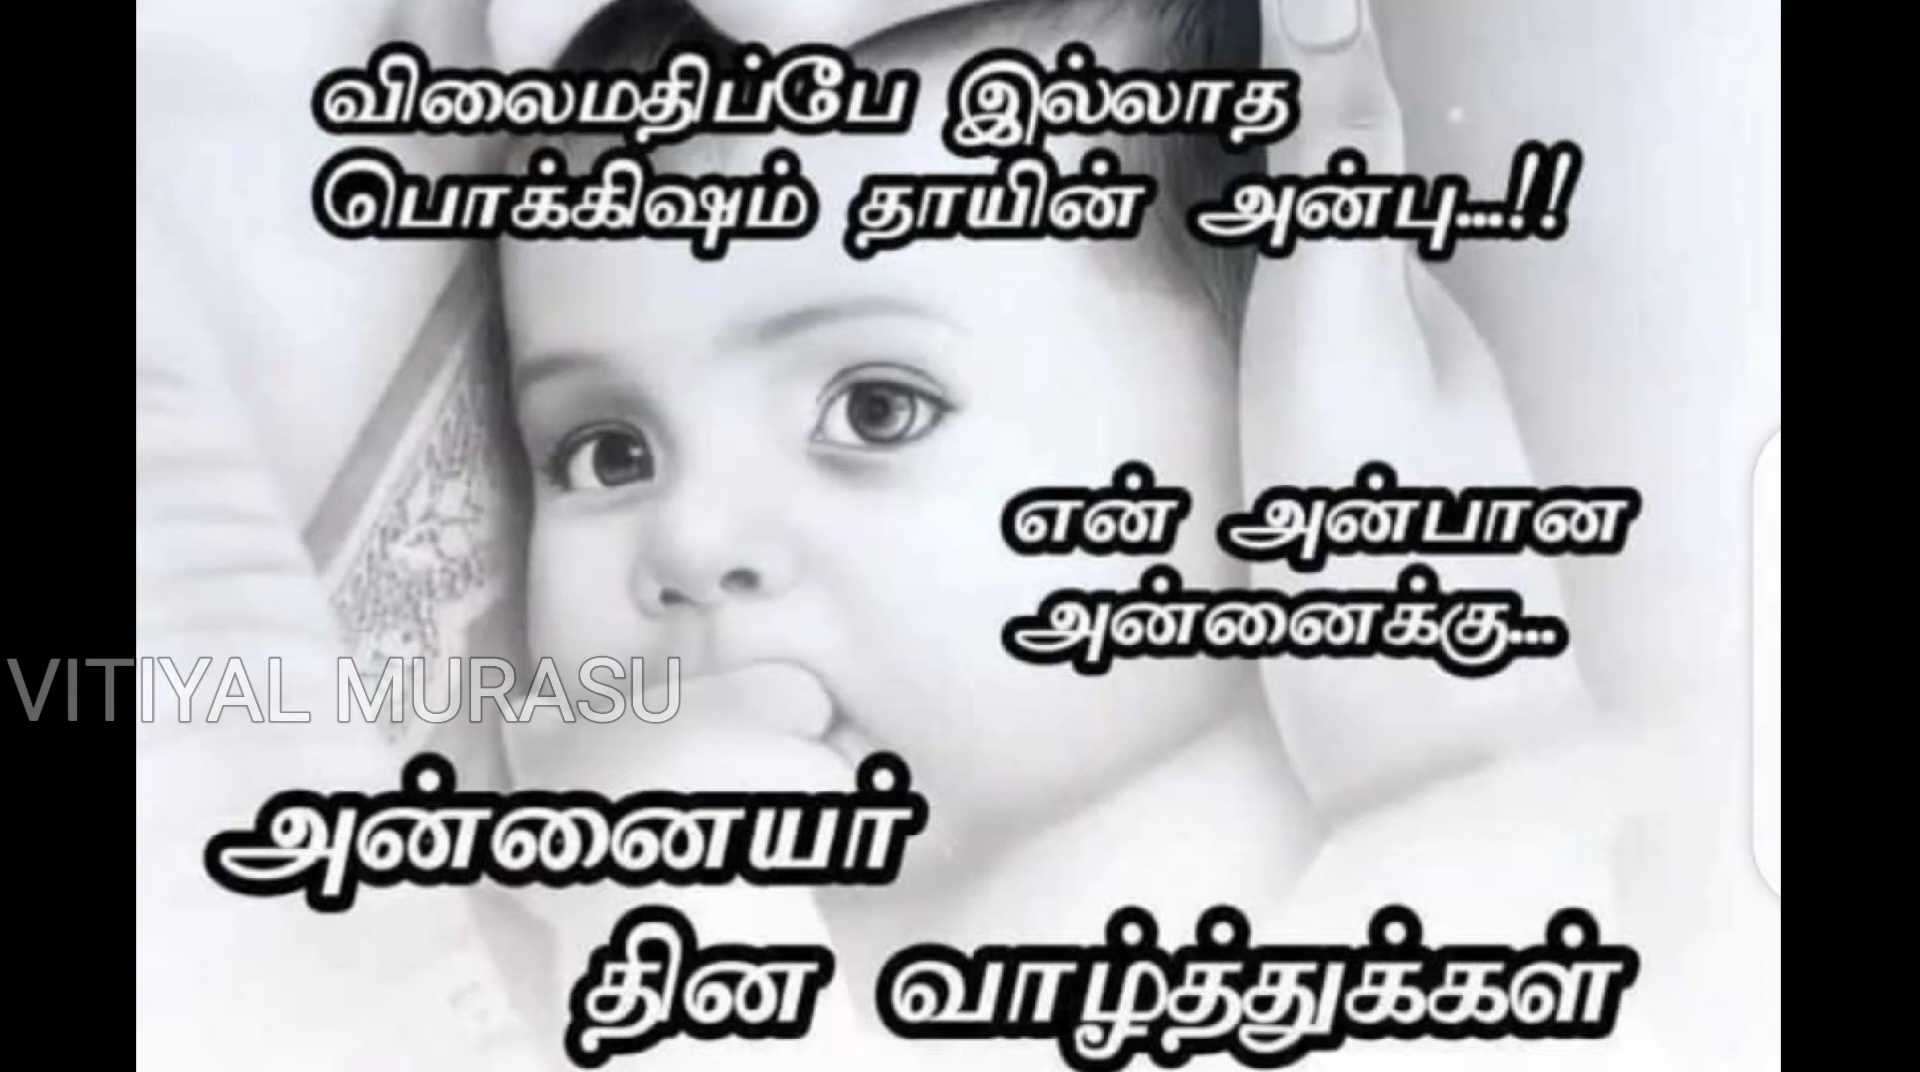 விலைமதிப்பே இல்லாத
பொக்கிஷம் தாயின் அன்பு...!!
என் அன்பான
அன்னைக்கு...
VITIYAL MURASU
அன்னையர்
தின வாழ்த்துக்கள்